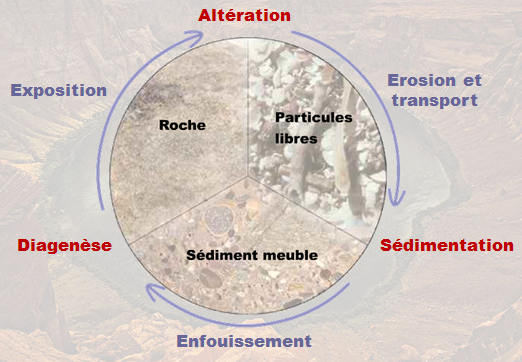 Altération
Exposition
Erosion et
transport
Roche
Particules
libres
Diagenèse
Sédiment meuble
Sédimentation
Enfouissement